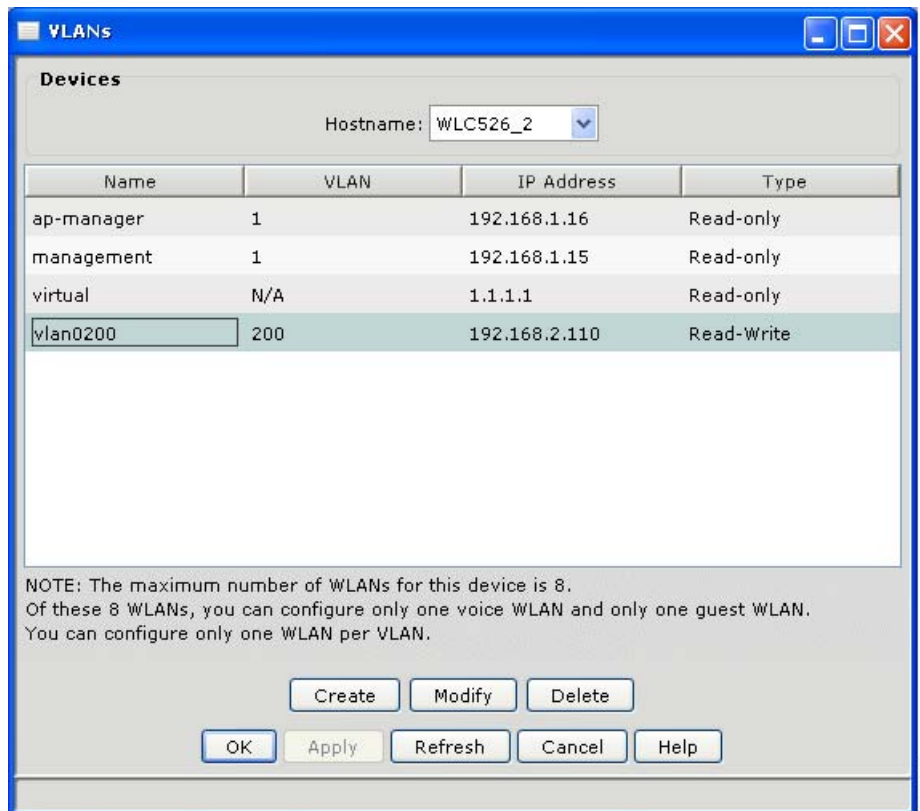 VLANs
Devices
Hostname: WLC526_2
Name VLAN IP Address Type
ap-manager 1 192.168.1.16 Read-only
management 1 192.168.1.15 Read-only
virtual N/A 1.1.1.1 Read-only
vlan0200 200 192.168.2.110 Read-Write
NOTE: The maximum number of WLANs for this device is 8.
Of these 8 WLANs, you can configure only one voice WLAN and only one guest WLAN.
You can configure only one WLAN per VLAN.
Create Modify Delete
OK Apply Refresh Cancel Help